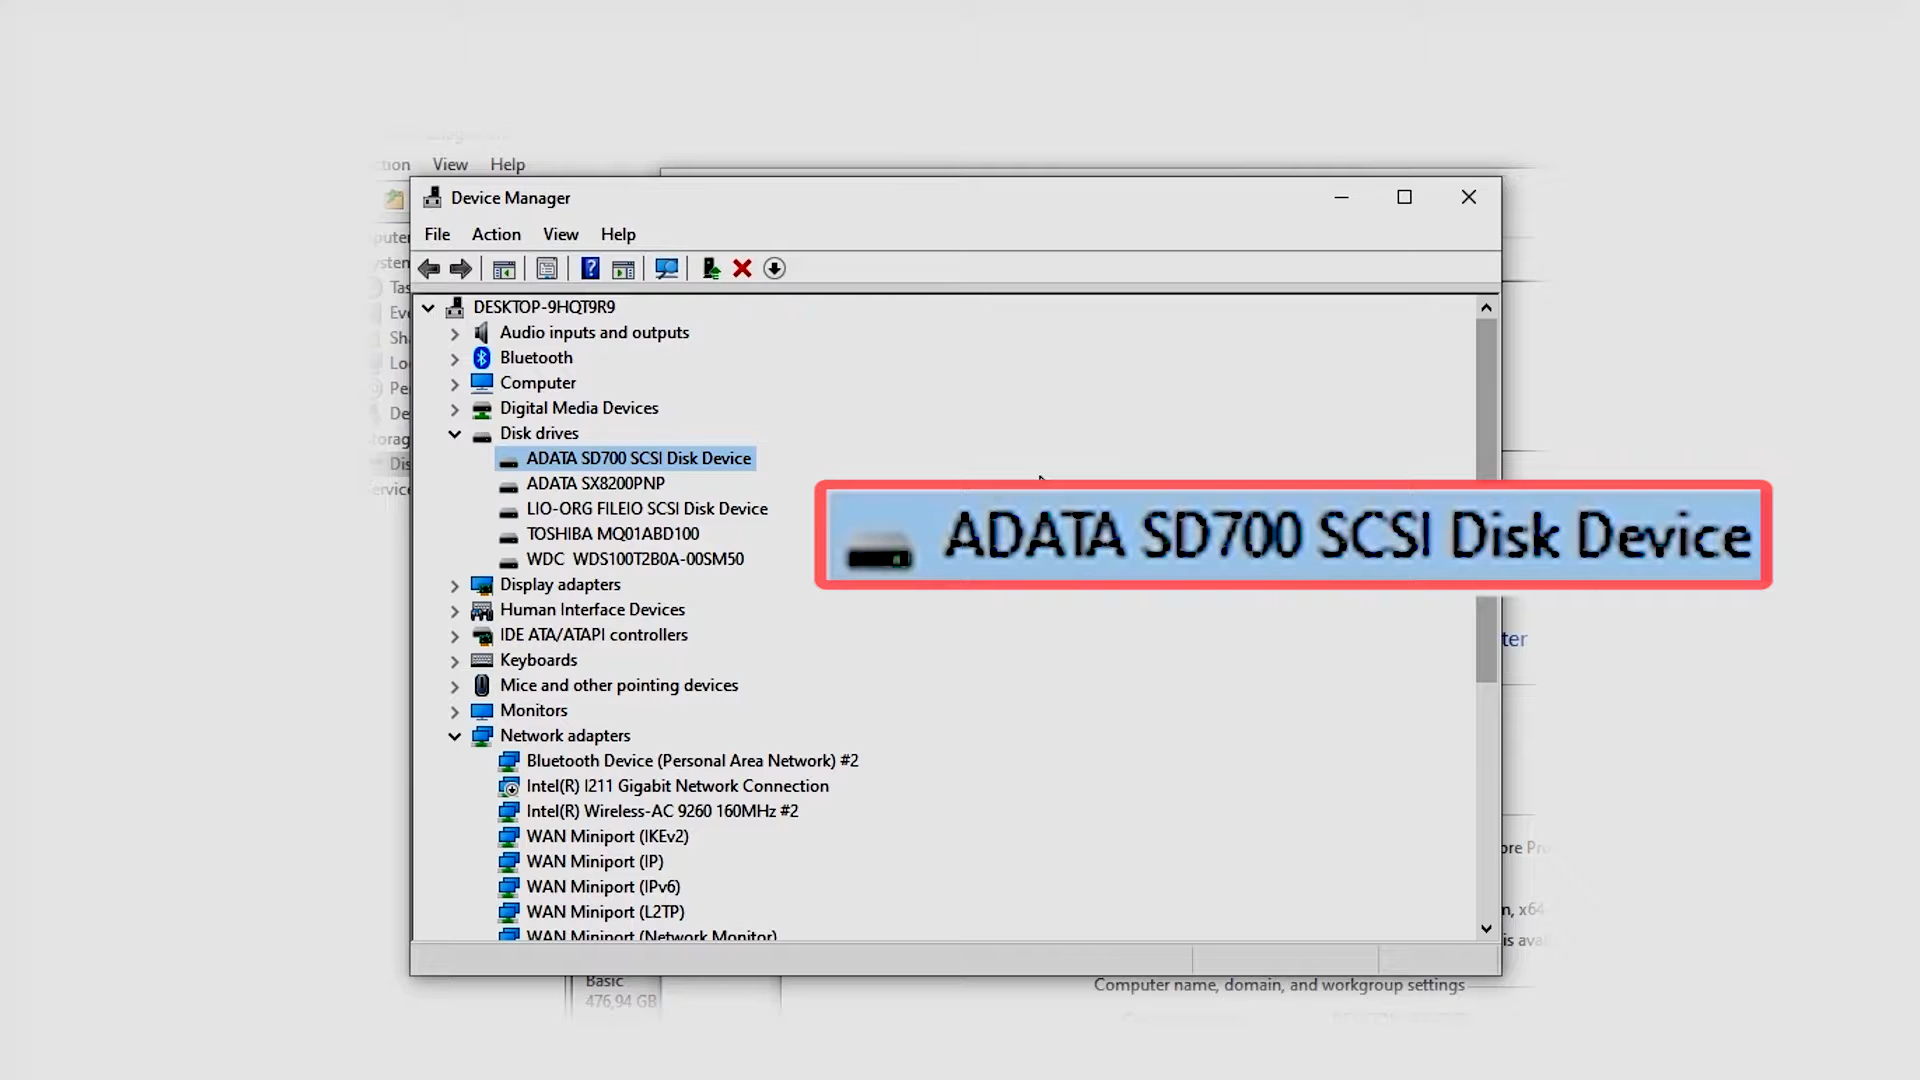 View Help
Device Manager
File Action View Help
DESKTOP-9HQT9R9
Audio inputs and outputs
Bluetooth
Computer
Digital Media Devices
Disk drives
ADATA SD700 SCSI Disk Device
ADATA SX8200PNP
LIO-ORG FILEIO SCSI Disk Device
TOSHIBA MQ01ABD100
WDC WDS100T2B0A-00SM50
ADATA SD700 SCSI Disk Device
Display adapters
Human Interface Devices
IDE ATA/ATAPI controllers
Keyboards
Mice and other pointing devices
Monitors
Network adapters
Bluetooth Device (Personal Area Network) #2
Intel(R) I211 Gigabit Network Connection
Intel(R) Wireless-AC 9260 160MHz #2
WAN Miniport (IKEv2)
WAN Miniport (IP)
WAN Miniport (IPv6)
WAN Miniport (L2TP)
WAN Miniport (Network Monitor)
Basic
476,94 GB
Computer name, domain, and workgroup settings